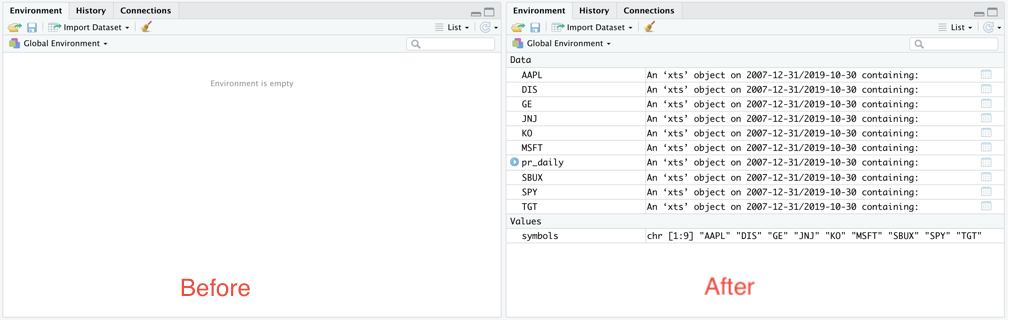 Environment History Connections
Import Dataset List
Global Environment
Environment is empty
Before
Environment History Connections
Import Dataset List
Global Environment
Data
AAPL An ‘xts’ object on 2007-12-31/2019-10-30 containing:
DIS An ‘xts’ object on 2007-12-31/2019-10-30 containing:
GE An ‘xts’ object on 2007-12-31/2019-10-30 containing:
JNJ An ‘xts’ object on 2007-12-31/2019-10-30 containing:
KO An ‘xts’ object on 2007-12-31/2019-10-30 containing:
MSFT An ‘xts’ object on 2007-12-31/2019-10-30 containing:
pr_daily An ‘xts’ object on 2007-12-31/2019-10-30 containing:
SBUX An ‘xts’ object on 2007-12-31/2019-10-30 containing:
SPY An ‘xts’ object on 2007-12-31/2019-10-30 containing:
TGT An ‘xts’ object on 2007-12-31/2019-10-30 containing:
Values
symbols chr [1:9] "AAPL" "DIS" "GE" "JNJ" "KO" "MSFT" "SBUX" "SPY" "TGT"
After